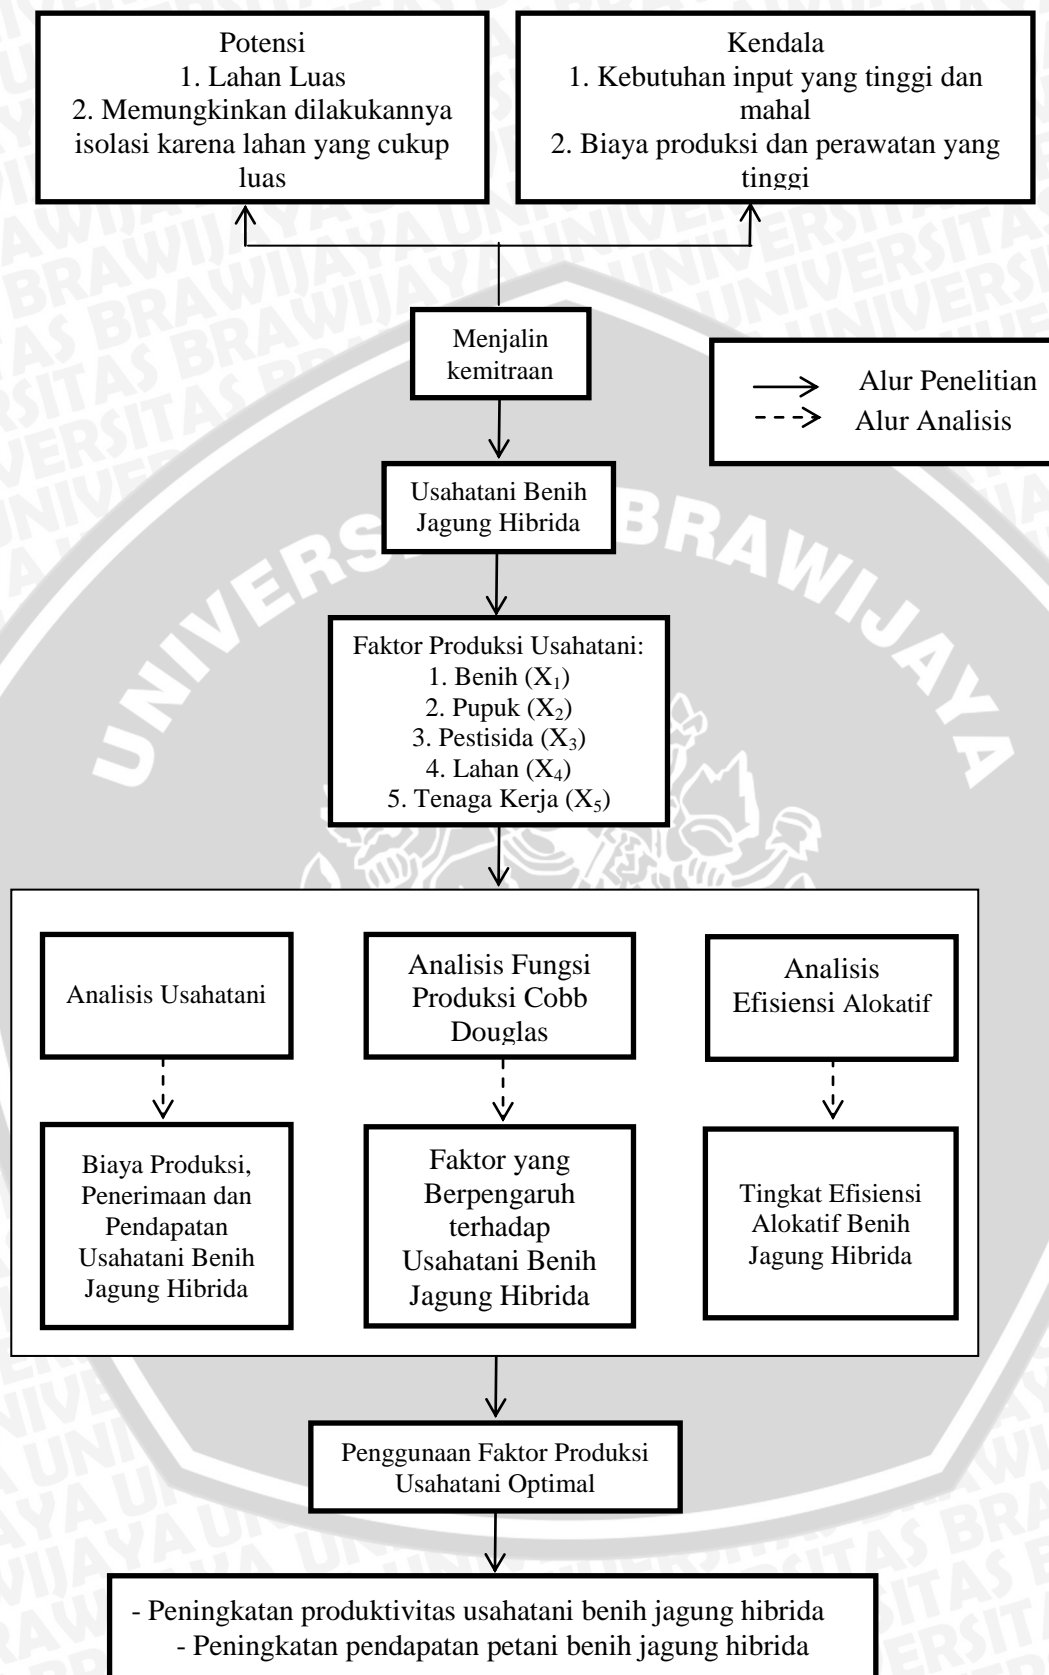 Potensi
1. Lahan Luas
2. Memungkinkan dilakukannya
isolasi karena lahan yang cukup
luas
Kendala
1. Kebutuhan input yang tinggi dan
mahal
2. Biaya produksi dan perawatan yang
tinggi
Menjalin
kemitraan
Alur Penelitian
Alur Analisis
Usahatani Benih
Jagung Hibrida
Faktor Produksi Usahatani:
1. Benih (X₁)
2. Pupuk (X₂)
3. Pestisida (X₃)
4. Lahan (X₄)
5. Tenaga Kerja (X₅)
Analisis Usahatani
Analisis Fungsi
Produksi Cobb
Douglas
Analisis
Efisiensi Alokatif
Biaya Produksi,
Penerimaan dan
Pendapatan
Usahatani Benih
Jagung Hibrida
Faktor yang
Berpengaruh
terhadap
Usahatani Benih
Jagung Hibrida
Tingkat Efisiensi
Alokatif Benih
Jagung Hibrida
Penggunaan Faktor Produksi
Usahatani Optimal
- Peningkatan produktivitas usahatani benih jagung hibrida
- Peningkatan pendapatan petani benih jagung hibrida
BRAWIJAYA